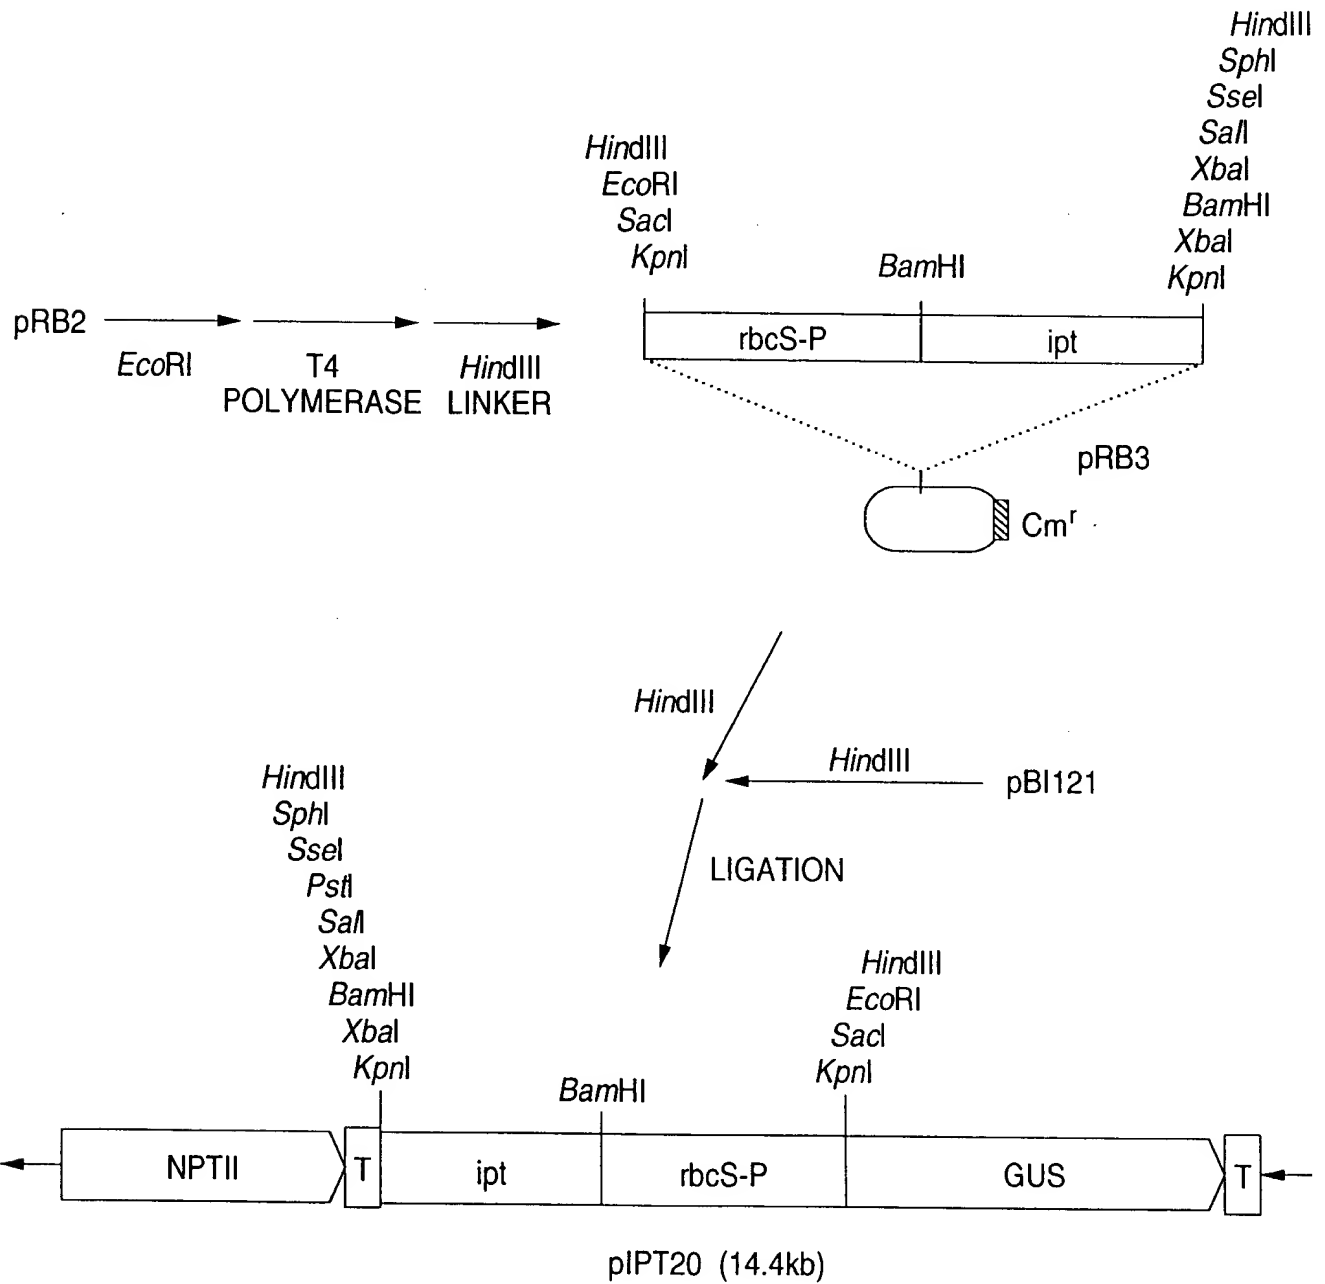 HindIII
SphI
SseI
SalI
XbaI
BamHI
XbaI
KpnI
HindIII
EcoRI
SacI
KpnI
BamHI
pRB2
EcoRI
T4
POLYMERASE
HindIII
LINKER
rbcS-P
ipt
pRB3
Cmr
HindIII
HindIII
pBI121
LIGATION
HindIII
SphI
SseI
PstI
SalI
XbaI
BamHI
XbaI
KpnI
BamHI
HindIII
EcoRI
SacI
KpnI
NPTII
T
ipt
rbcS-P
GUS
T
pIPT20 (14.4kb)